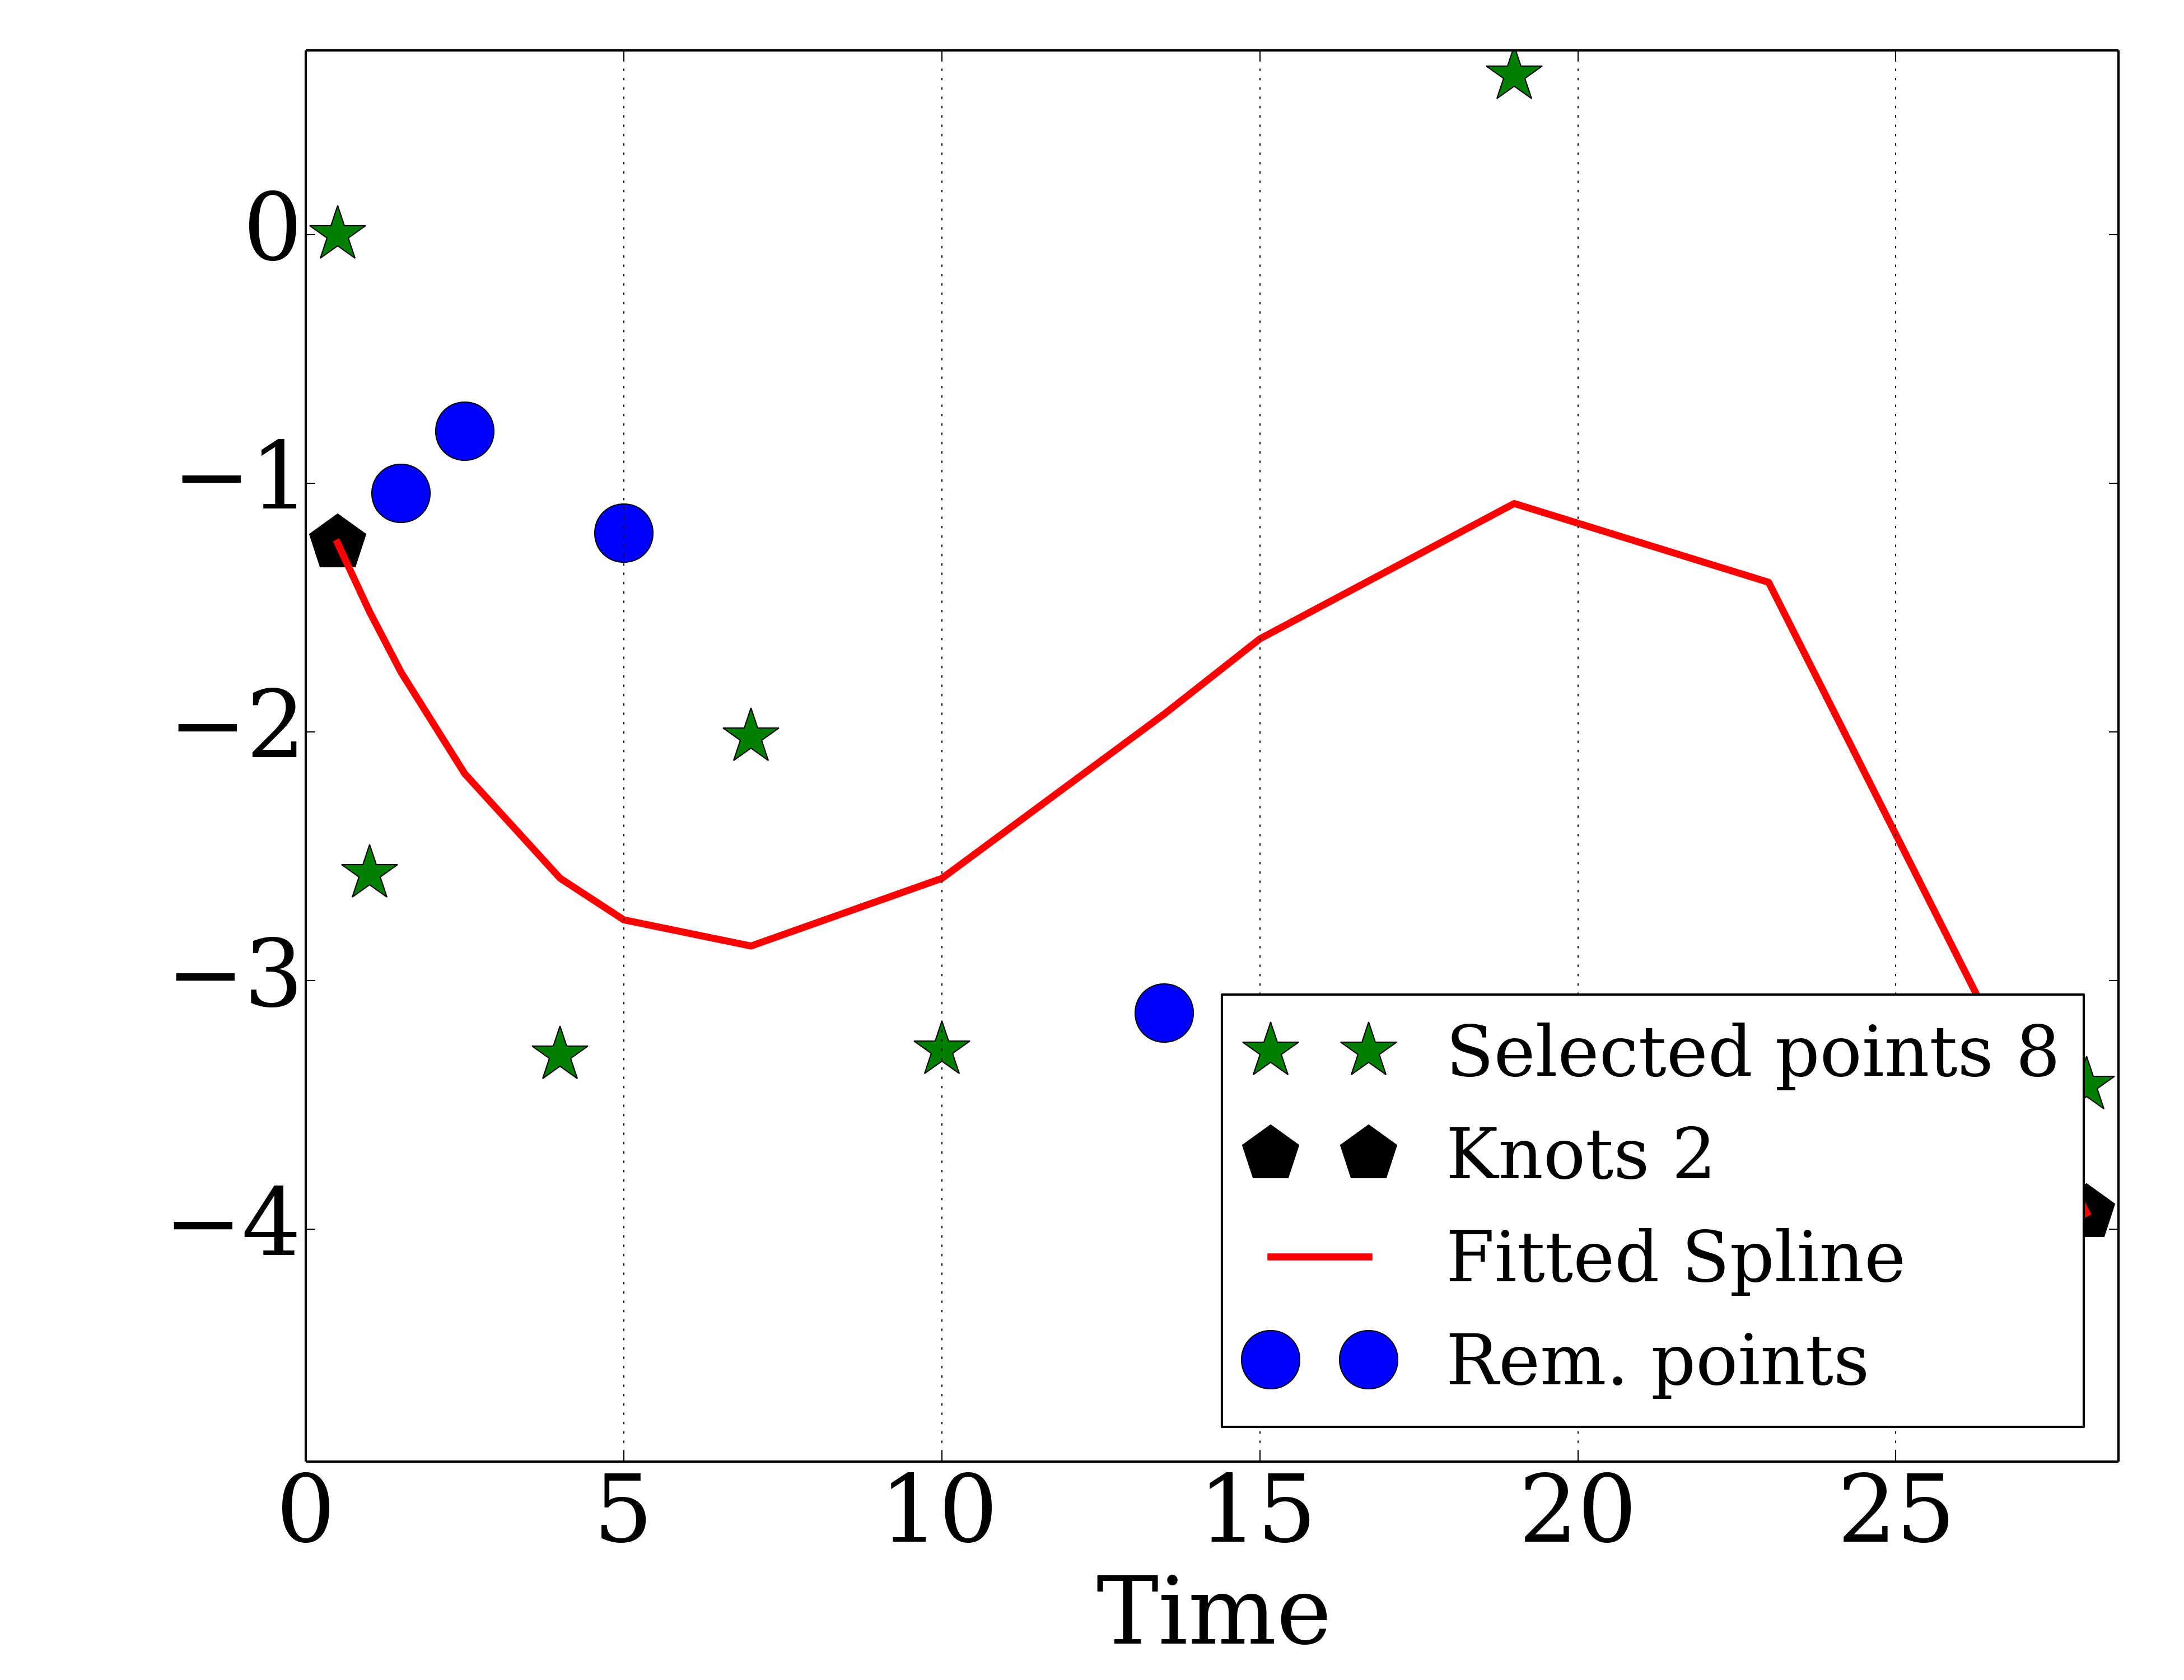 0
−1
−2
−3
−4
Selected points 8
Knots 2
Fitted Spline
Rem. points
0 5 10 15 20 25
Time